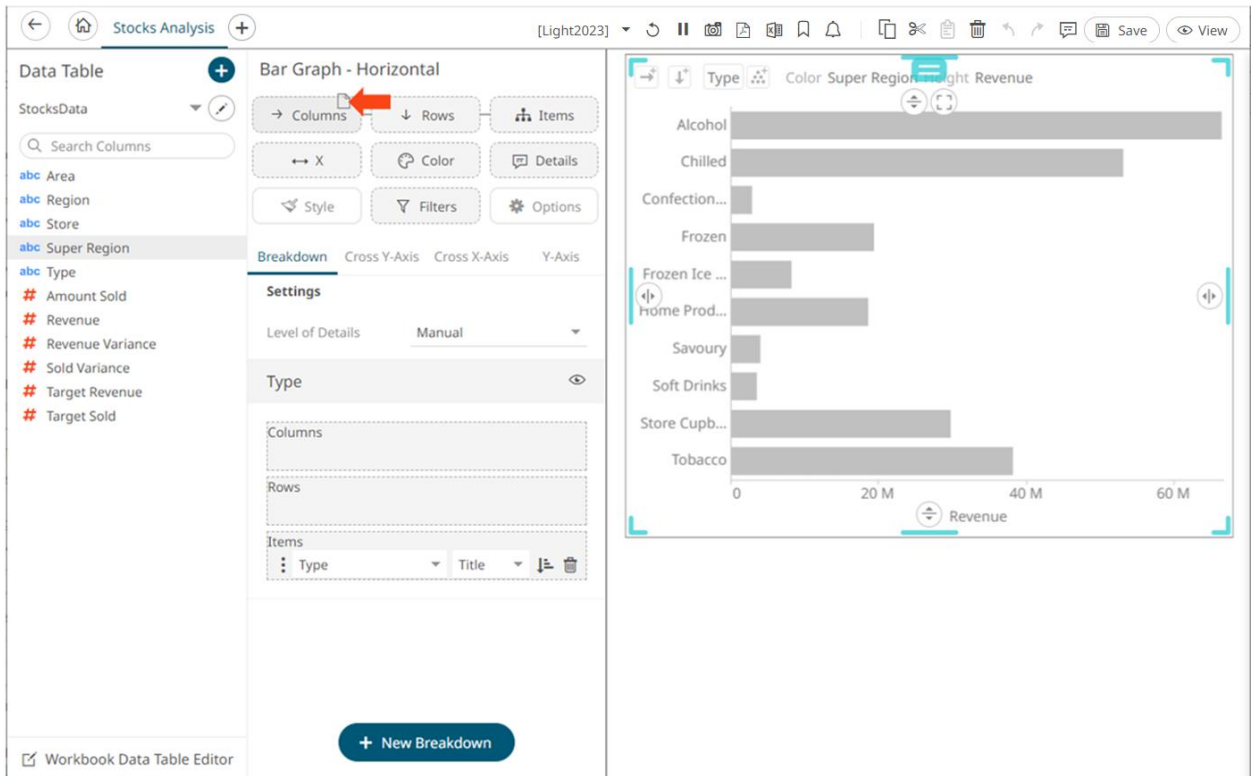 Stocks Analysis
[Light2023]
Save
View
Data Table
StocksData
Search Columns
abc Area
abc Region
abc Store
abc Super Region
abc Type
# Amount Sold
# Revenue
# Revenue Variance
# Sold Variance
# Target Revenue
# Target Sold
Workbook Data Table Editor
Bar Graph - Horizontal
Columns
Rows
Items
X
Color
Details
Style
Filters
Options
Breakdown Cross Y-Axis Cross X-Axis Y-Axis
Settings
Level of Details Manual
Type
Columns
Rows
Items
Type Title
+ New Breakdown
Type Color Super Region Revenue
Alcohol
Chilled
Confection...
Frozen
Frozen Ice ...
Home Prod...
Savoury
Soft Drinks
Store Cupb...
Tobacco
0 20 M 40 M 60 M
Revenue